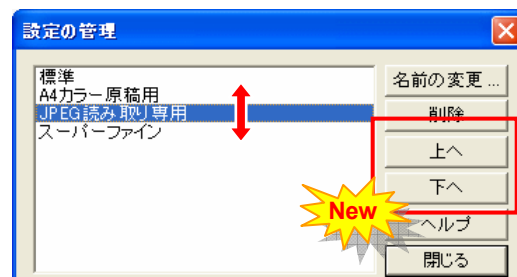 設定の管理
標準
A4カラー原稿用
JPEG読み取り専用
スーパーファイン
名前の変更 ...
削除
上へ
下へ
New
ヘルプ
閉じる